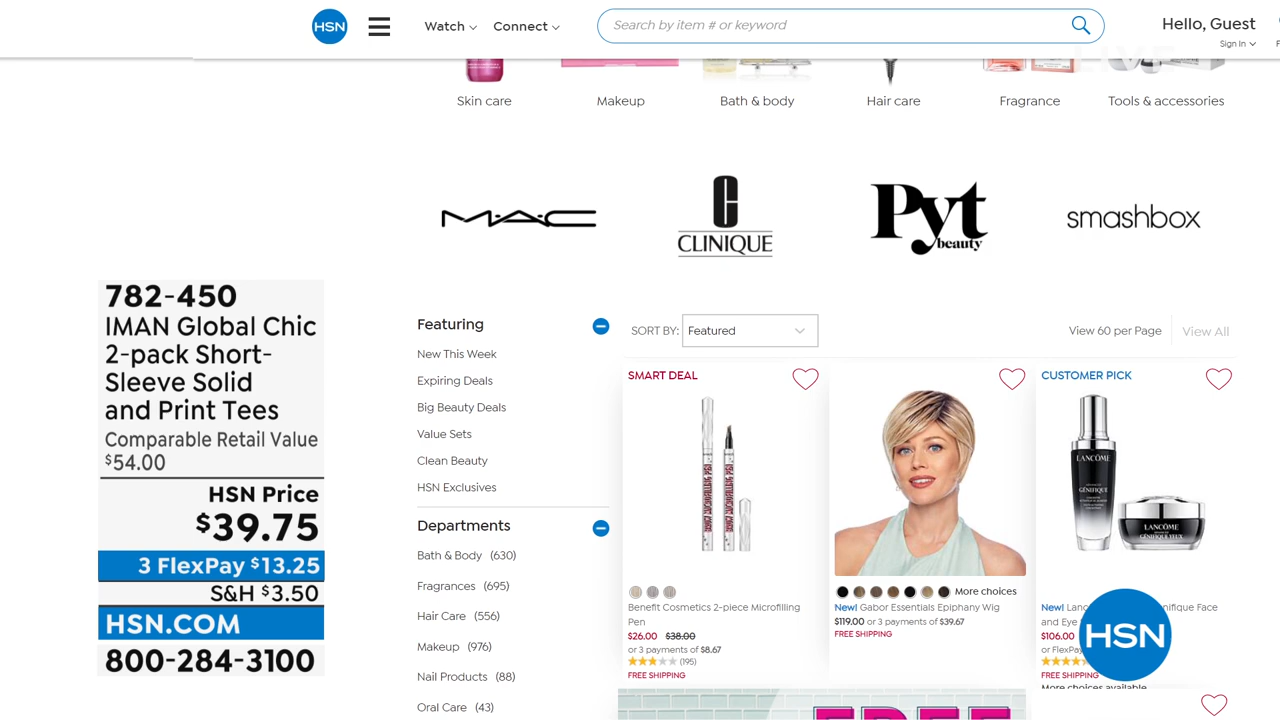 HSN
Watch
Connect
Search by item # or keyword
Hello, Guest
Sign In
LIVE
Skin care
Makeup
Bath & body
Hair care
Fragrance
Tools & accessories
MAC
C
CLINIQUE
Pyt
beauty
smashbox
782-450
IMAN Global Chic
2-pack Short-
Sleeve Solid
and Print Tees
Comparable Retail Value
$54.00
HSN Price
$39.75
3 FlexPay $13.25
S&H $3.50
HSN.COM
800-284-3100
Featuring
New This Week
Expiring Deals
Big Beauty Deals
Value Sets
Clean Beauty
HSN Exclusives
Departments
Bath & Body (630)
Fragrances (695)
Hair Care (556)
Makeup (976)
Nail Products (88)
Oral Care (43)
SORT BY: Featured
View 60 per Page
View All
SMART DEAL
Benefit Cosmetics 2-piece Microfilling
Pen
$26.00 $38.00
or 3 payments of $8.67
(195)
FREE SHIPPING
More choices
New! Gabor Essentials Epiphany Wig
$119.00 or 3 payments of $39.67
FREE SHIPPING
CUSTOMER PICK
LANCÔME
GÉNIFIQUE
LANCÔME
New! Face
and Eye
$106.00
or FlexPay
FREE SHIPPING
More choices available
HSN
FREE